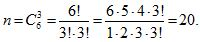 n = C_6^3 = 6!/(3!·3!) = (6·5·4·3!)/(1·2·3·3!) = 20.